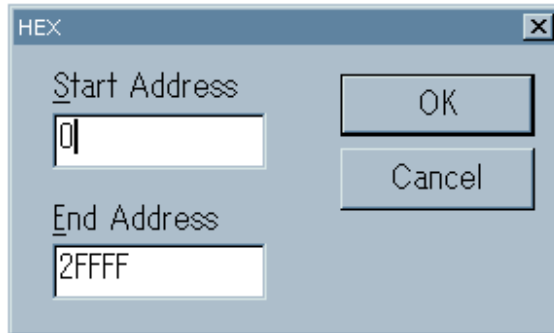 HEX
Start Address
0
OK
Cancel
End Address
2FFFF